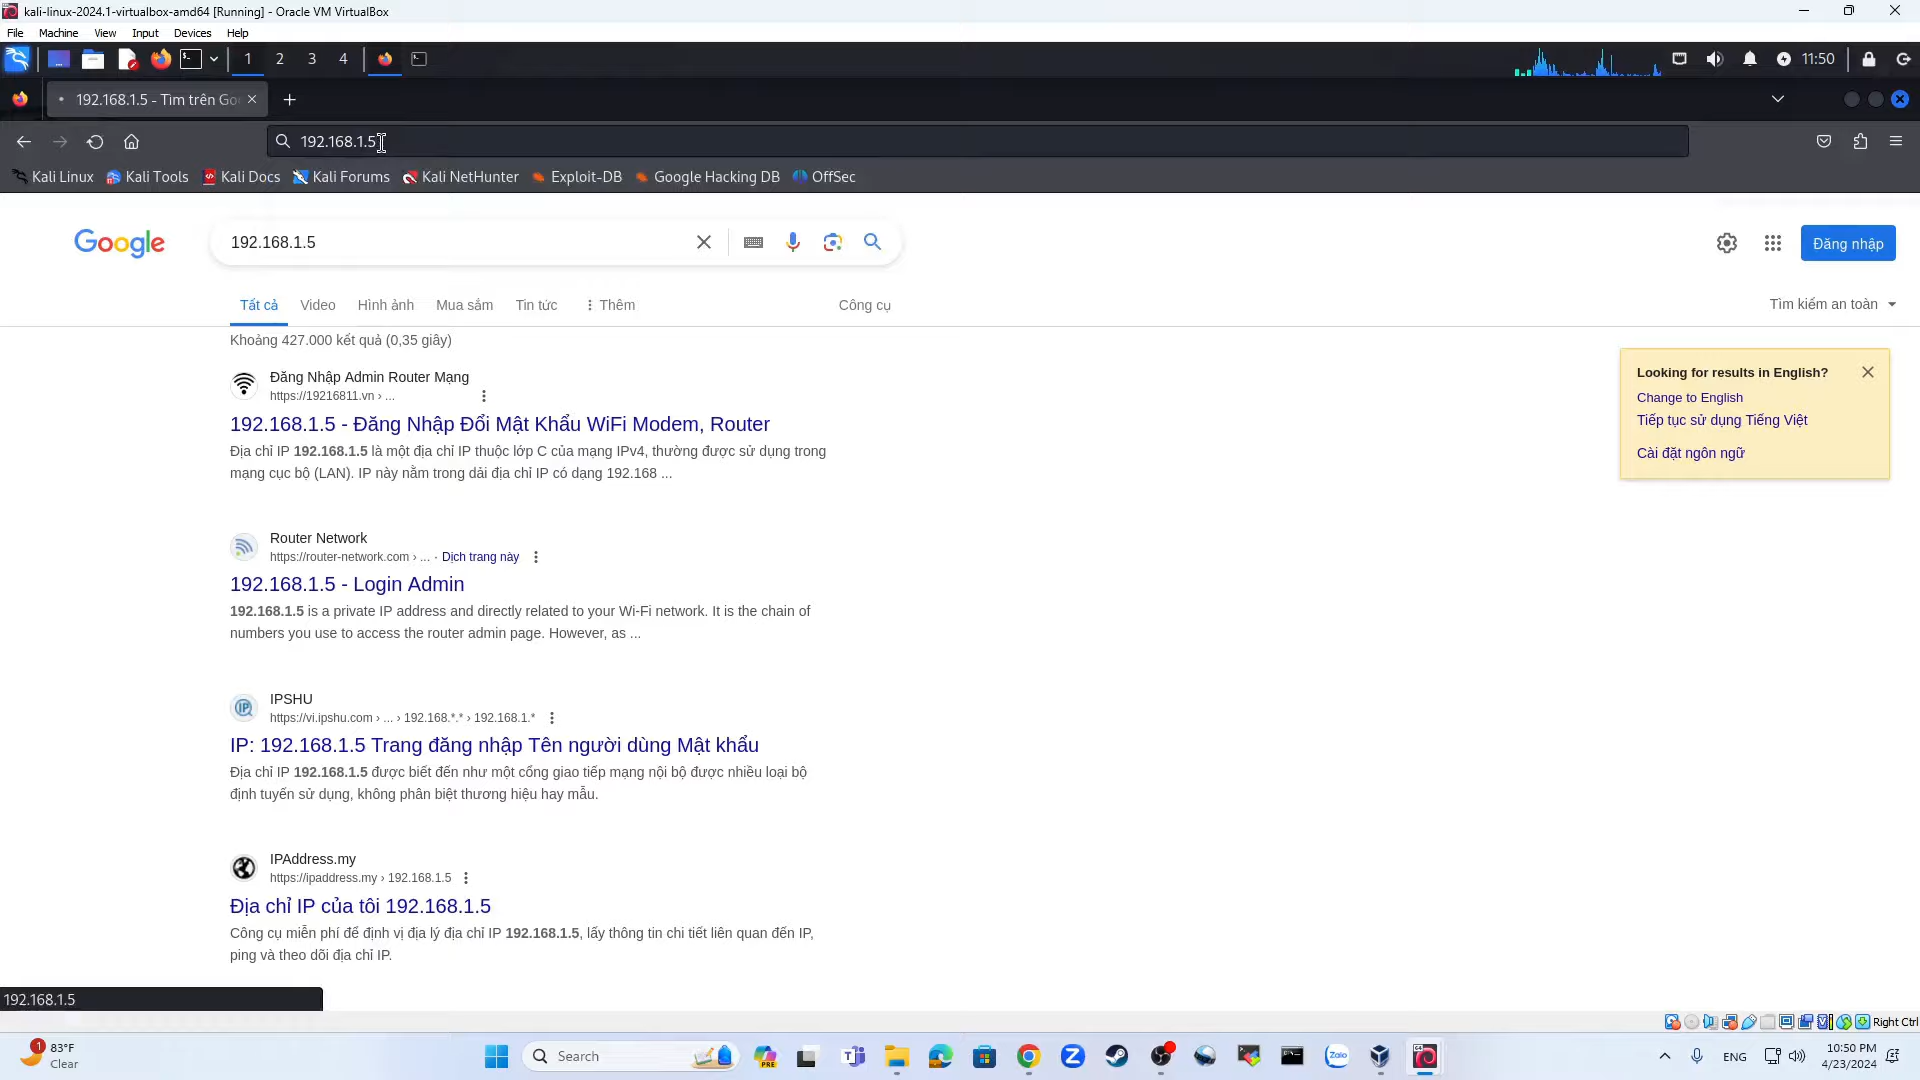 kali-linux-2024.1-virtualbox-amd64 [Running] - Oracle VM VirtualBox
File Machine View Input Devices Help
1 2 3 4 11:50
192.168.1.5 - Tìm trên Go
192.168.1.5
Kali Linux Kali Tools Kali Docs Kali Forums Kali NetHunter Exploit-DB Google Hacking DB OffSec
Google 192.168.1.5 Đăng nhập
Tất cả Video Hình ảnh Mua sắm Tin tức Thêm Công cụ Tìm kiếm an toàn
Khoảng 427.000 kết quả (0,35 giây)
Đăng Nhập Admin Router Mạng
https://19216811.vn › ...
192.168.1.5 - Đăng Nhập Đổi Mật Khẩu WiFi Modem, Router
Địa chỉ IP 192.168.1.5 là một địa chỉ IP thuộc lớp C của mạng IPv4, thường được sử dụng trong
mạng cục bộ (LAN). IP này nằm trong dải địa chỉ IP có dạng 192.168 ...
Looking for results in English?
Change to English
Tiếp tục sử dụng Tiếng Việt
Cài đặt ngôn ngữ
Router Network
https://router-network.com › ... · Dịch trang này
192.168.1.5 - Login Admin
192.168.1.5 is a private IP address and directly related to your Wi-Fi network. It is the chain of
numbers you use to access the router admin page. However, as ...
IPSHU
https://vi.ipshu.com › ... › 192.168.*.* › 192.168.1.*
IP: 192.168.1.5 Trang đăng nhập Tên người dùng Mật khẩu
Địa chỉ IP 192.168.1.5 được biết đến như một cổng giao tiếp mạng nội bộ được nhiều loại bộ
định tuyến sử dụng, không phân biệt thương hiệu hay mẫu.
IPAddress.my
https://ipaddress.my › 192.168.1.5
Địa chỉ IP của tôi 192.168.1.5
Công cụ miễn phí để định vị địa lý địa chỉ IP 192.168.1.5, lấy thông tin chi tiết liên quan đến IP,
ping và theo dõi địa chỉ IP.
192.168.1.5
Right Ctrl
1 83°F
Clear
Search
PRE
Zalo
ENG
10:50 PM
4/23/2024